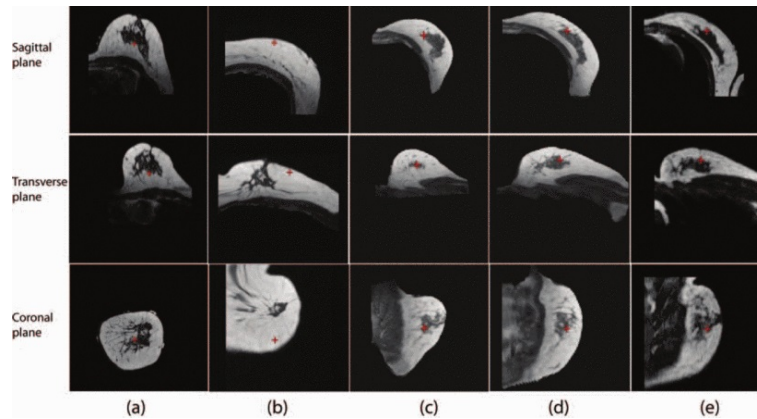 Sagittal
plane
Transverse
plane
Coronal
plane
(a) (b) (c) (d) (e)